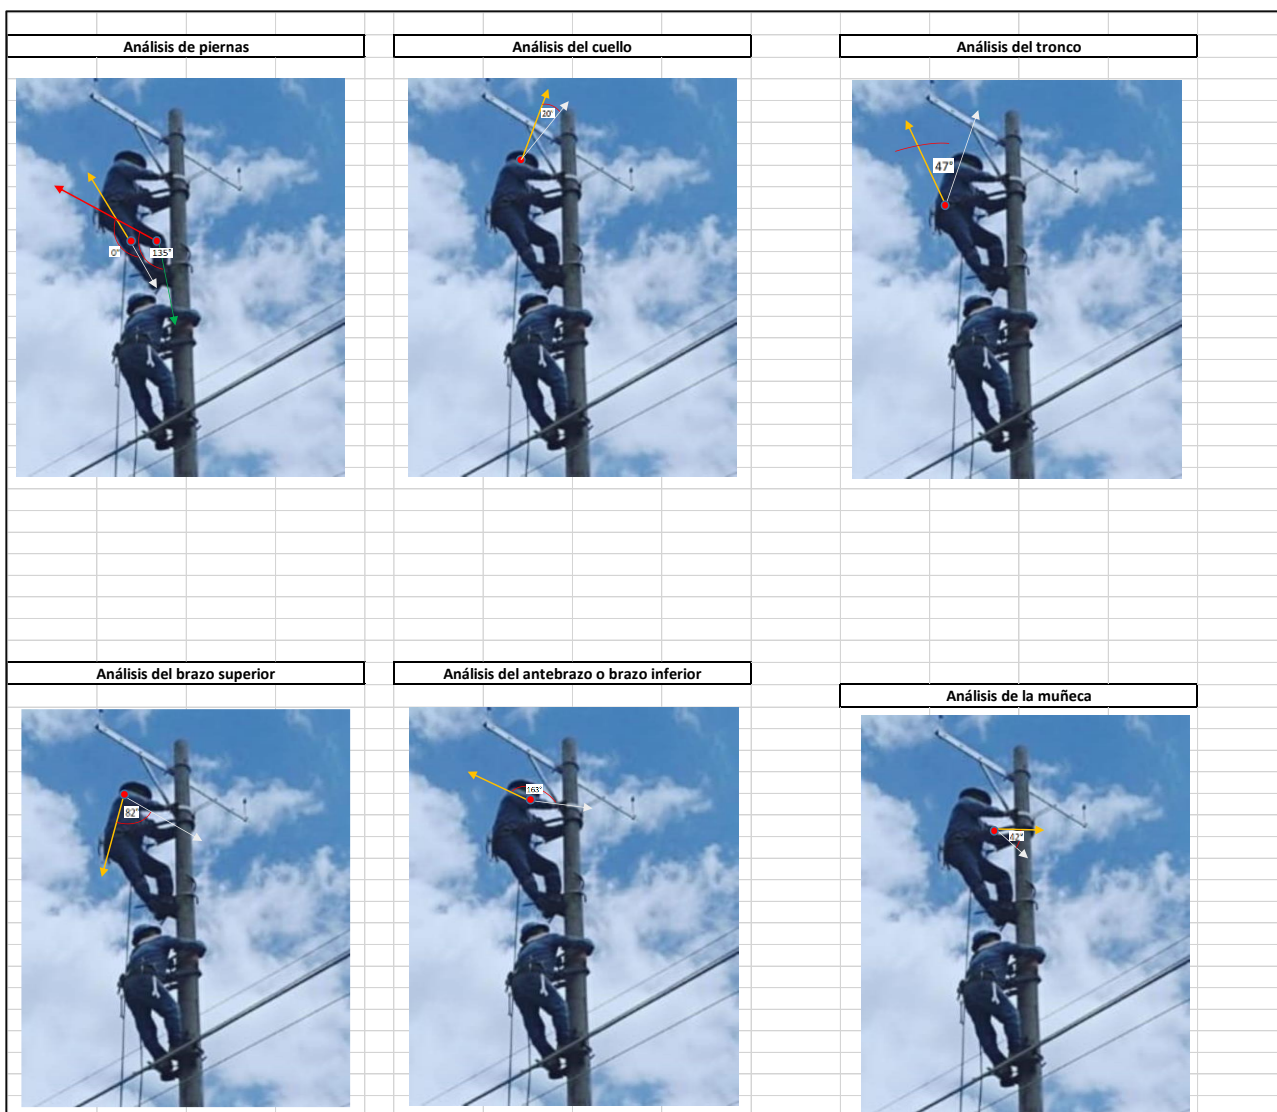 Análisis de piernas
Análisis del cuello
Análisis del tronco
0°
135°
20°
47°
Análisis del brazo superior
Análisis del antebrazo o brazo inferior
Análisis de la muñeca
82°
163°
42°